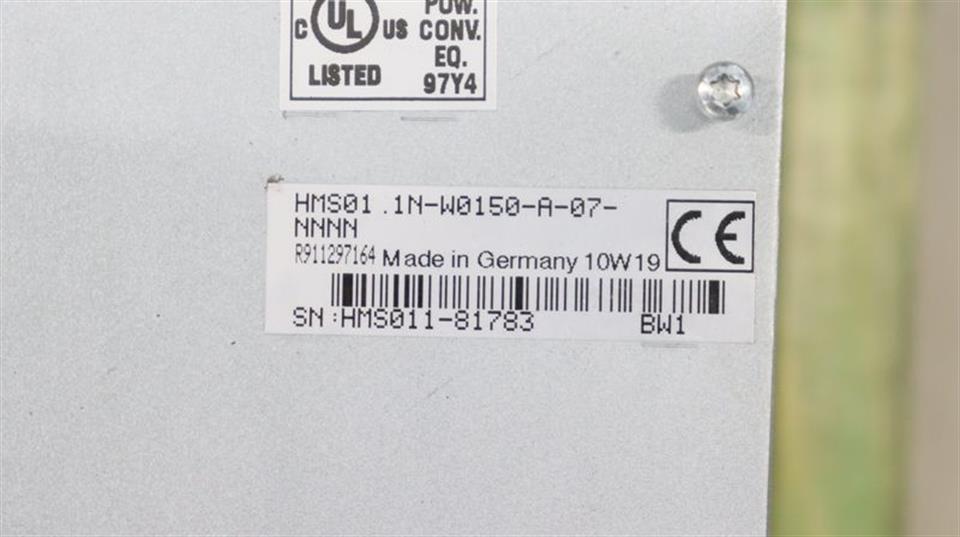 POW.
C UL US CONV.
EQ.
LISTED 97Y4
HMS01.1N-W0150-A-07-
NNNN
R911297164 Made in Germany 10W19 CE
SN:HMS011-81783 BW1